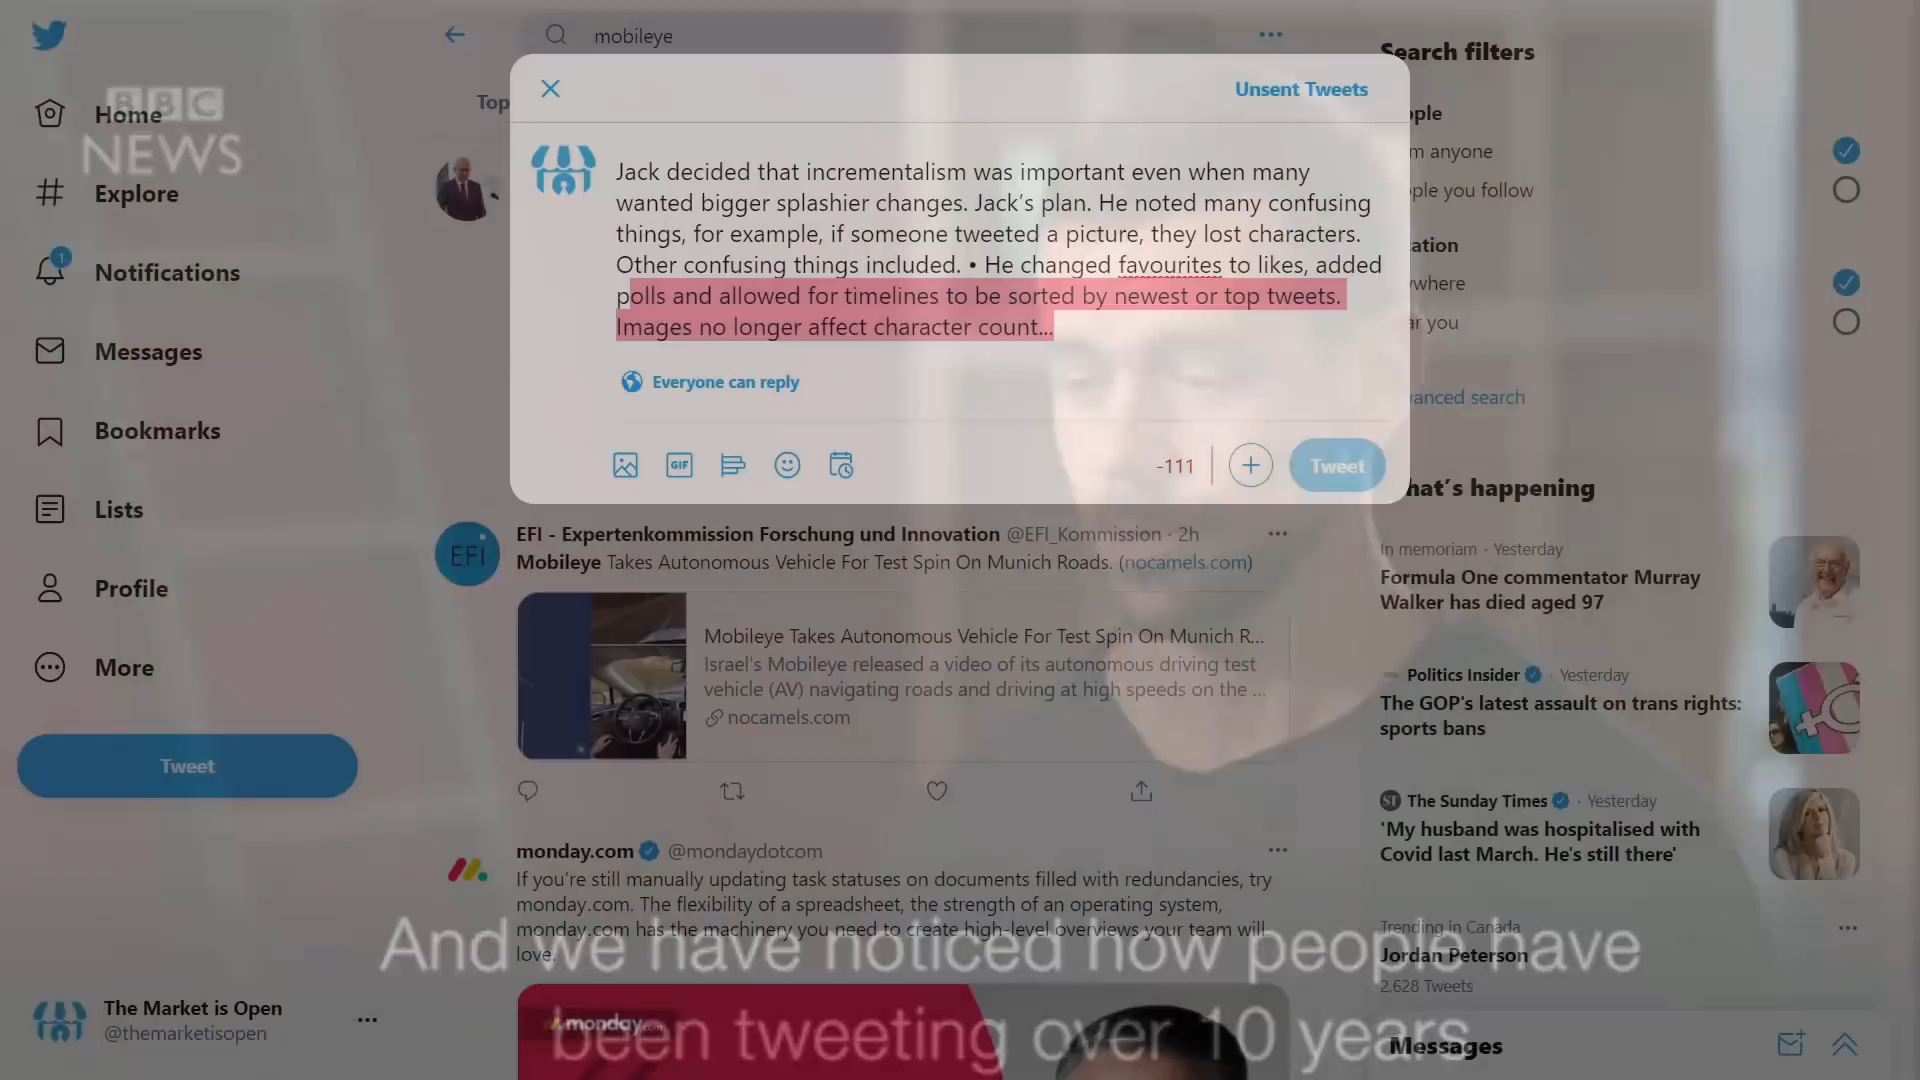 mobileye
Search filters
BBC
NEWS
Home
Explore
Notifications
1
Messages
Bookmarks
Lists
Profile
More
Tweet
The Market is Open
@themarketisopen
Top
Unsent Tweets
Jack decided that incrementalism was important even when many
wanted bigger splashier changes. Jack's plan. He noted many confusing
things, for example, if someone tweeted a picture, they lost characters.
Other confusing things included. • He changed favourites to likes, added
polls and allowed for timelines to be sorted by newest or top tweets.
Images no longer affect character count...
Everyone can reply
GIF
-111
Tweet
EFI
EFI - Expertenkommission Forschung und Innovation @EFI_Kommission · 2h
Mobileye Takes Autonomous Vehicle For Test Spin On Munich Roads. (nocamels.com)
Mobileye Takes Autonomous Vehicle For Test Spin On Munich R...
Israel's Mobileye released a video of its autonomous driving test
vehicle (AV) navigating roads and driving at high speeds on the ...
nocamels.com
monday.com @mondaydotcom
If you're still manually updating task statuses on documents filled with redundancies, try
monday.com. The flexibility of a spreadsheet, the strength of an operating system,
monday.com has the machinery you need to create high-level overviews your team will
love.
monday.com
ople
m anyone
ople you follow
ation
ywhere
ar you
vanced search
hat's happening
In memoriam · Yesterday
Formula One commentator Murray
Walker has died aged 97
Politics Insider · Yesterday
The GOP's latest assault on trans rights:
sports bans
ST The Sunday Times · Yesterday
'My husband was hospitalised with
Covid last March. He's still there'
Trending in Canada
Jordan Peterson
2,628 Tweets
Messages
And we have noticed how people have
been tweeting over 10 years